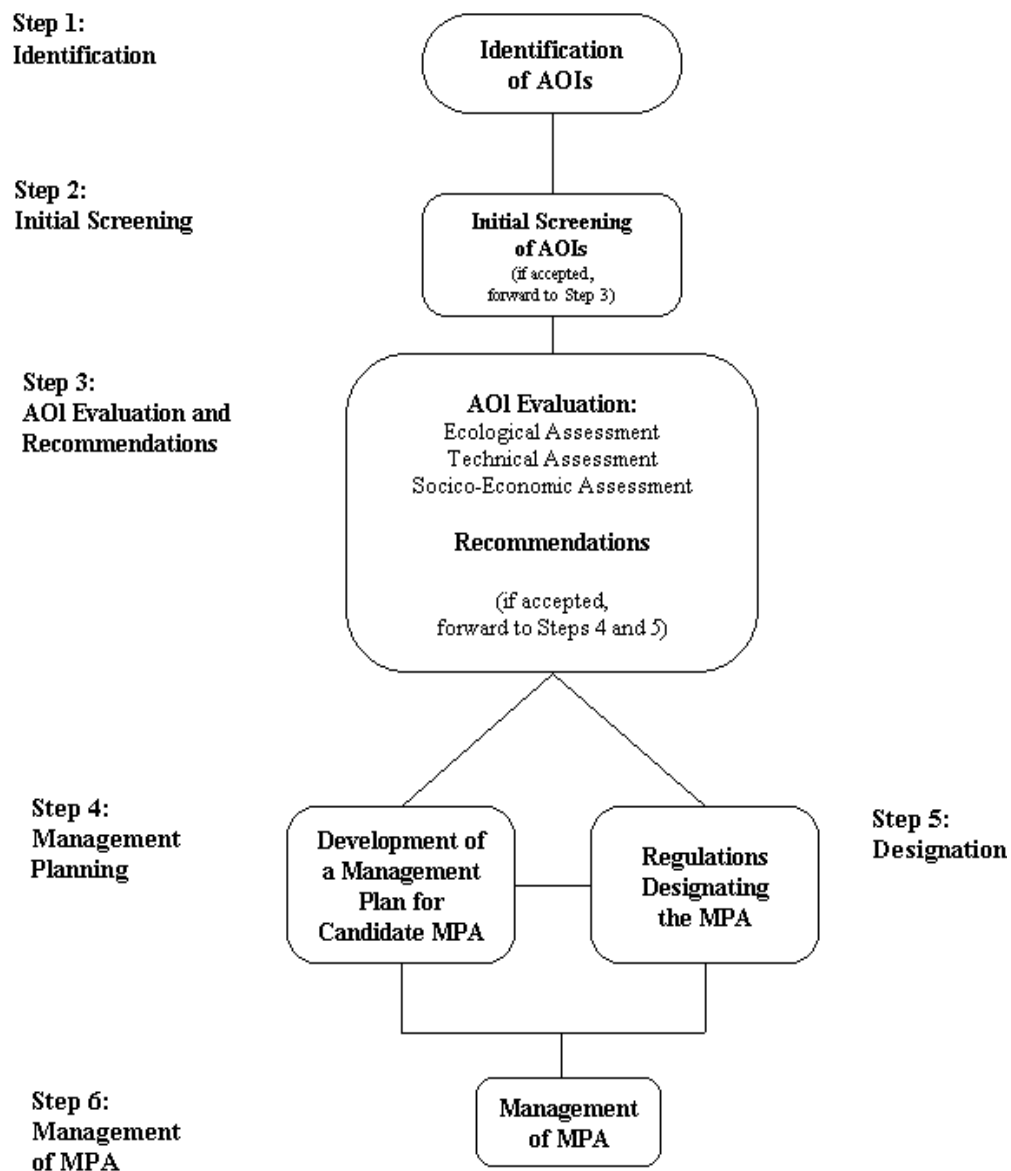 Step 1:
Identification
Identification
of AOIs
Step 2:
Initial Screening
Initial Screening
of AOIs
(if accepted,
forward to Step 3)
Step 3:
AOI Evaluation and
Recommendations
AOI Evaluation:
Ecological Assessment
Technical Assessment
Socico-Economic Assessment
Recommendations
(if accepted,
forward to Steps 4 and 5)
Step 4:
Management
Planning
Development of
a Management
Plan for
Candidate MPA
Regulations
Designating
the MPA
Step 5:
Designation
Step 6:
Management
of MPA
Management
of MPA